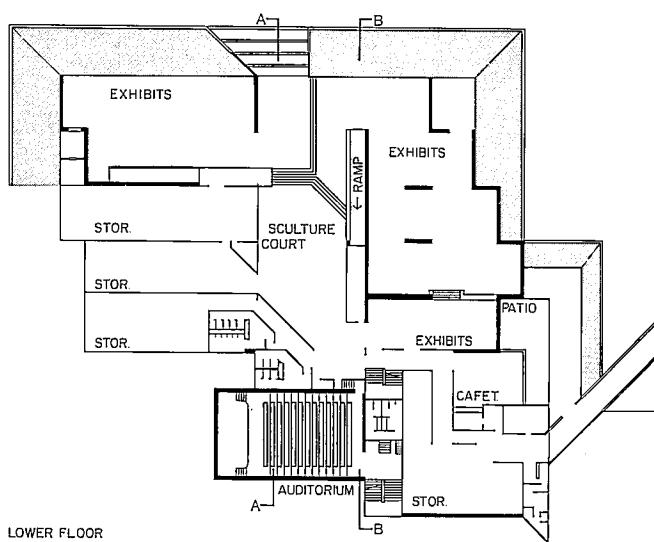 A
B
EXHIBITS
EXHIBITS
RAMP
STOR.
SCULTURE
COURT
STOR.
PATIO
STOR.
EXHIBITS
CAFET.
A
AUDITORIUM
STOR.
B
LOWER FLOOR